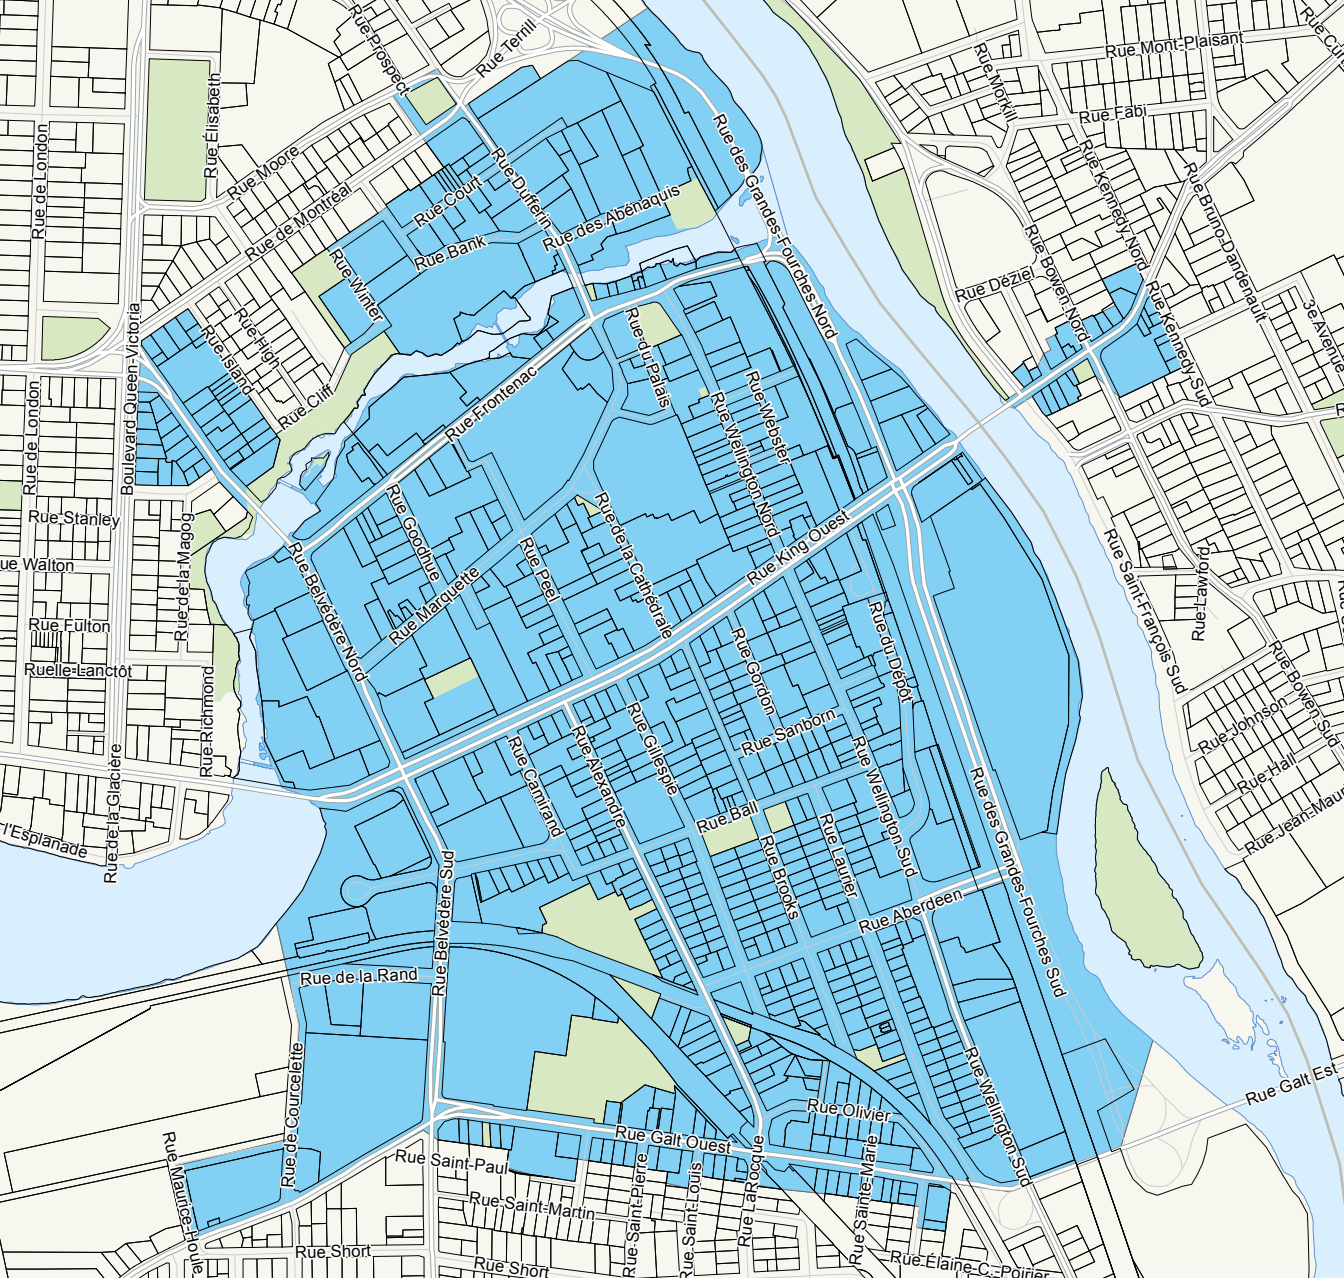 Rue Prospect
Rue Terrill
Rue Mont-Plaisant
Rue Morkill
Rue Fabi
Rue de London
Rue Élisabeth
Rue Moore
Rue de Montréal
Rue Court
Rue Dufferin
Rue des Abénaquis
Rue Bank
Rue Winter
Rue des Grandes-Fourches-Nord
Rue Kennedy Nord
Rue Bruno-Dandenault
Rue Bowen-Nord
Rue Déziel
Rue Kennedy Sud
3e Avenue
Boulevard Queen-Victoria
Rue High
Rue Island
Rue Cliff
Rue de London
Rue Frontenac
Rue du Palais
Rue Webster
Rue Wellington Nord
Rue Stanley
Rue de la Magog
ue Walton
Rue Fulton
Ruelle Lanctôt
Rue Richmond
Rue de la Glacière
l'Esplanade
Rue Goodhue
Rue Marquette
Rue Peel
Rue de la Cathédrale
Rue King Ouest
Rue Belvédère Nord
Rue Gordon
Rue du Dépôt
Rue Sanborn
Rue Gillespie
Rue Alexandre
Rue Camirand
Rue Ball
Rue Wellington Sud
Rue Laurier
Rue Brooks
Rue Aberdeen
Rue des Grandes-Fourches Sud
Rue Saint-François Sud
Rue Lawford
Rue Bowen-Sud
Rue Johnson
Rue Hall
Rue Jean-Maur
Rue Belvédère Sud
Rue de la Rand
Rue de Courcelette
Rue Maurice-Houle
Rue Saint-Paul
Rue Saint-Martin
Rue Short
Rue Short
Rue Galt Ouest
Rue Saint-Pierre
Rue Saint-Louis
Rue LaRocque
Rue Olivier
Rue Sainte-Marie
Rue Wellington Sud
Rue Galt Est
Rue Élaine-C.-Poirier